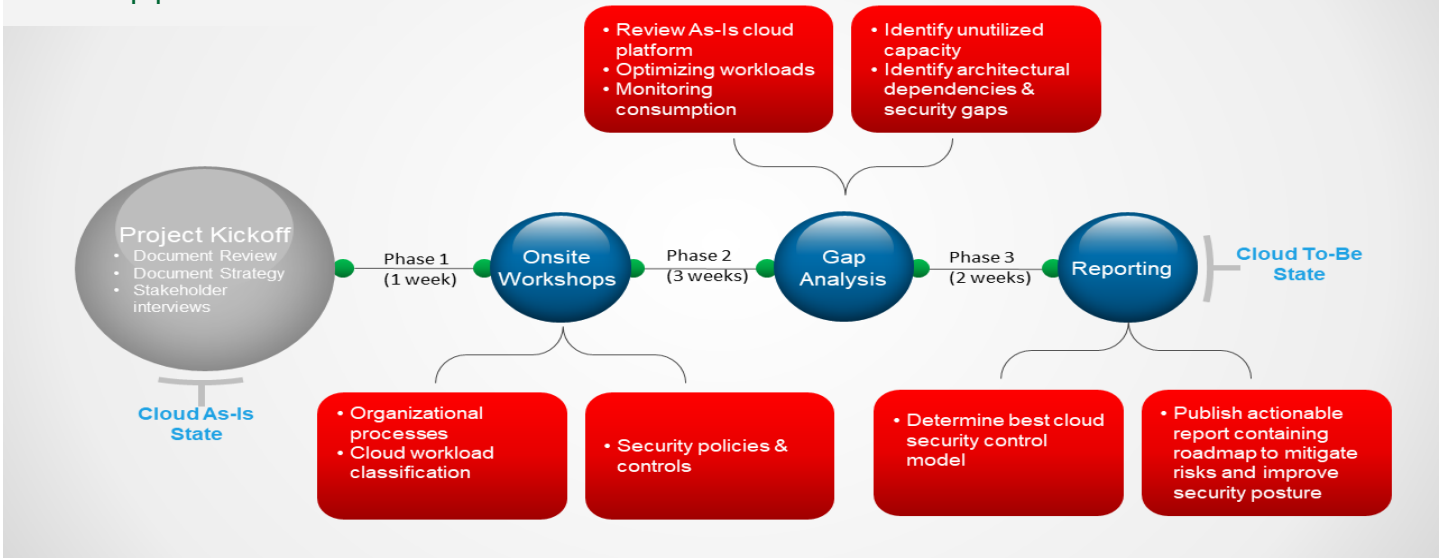 • Review As-Is cloud
platform
• Optimizing workloads
• Monitoring
consumption
• Identify unutilized
capacity
• Identify architectural
dependencies &
security gaps
Project Kickoff
• Document Review
• Document Strategy
• Stakeholder
interviews
Phase 1
(1 week)
Onsite
Workshops
Phase 2
(3 weeks)
Gap
Analysis
Phase 3
(2 weeks)
Reporting
Cloud To-Be
State
Cloud As-Is
State
• Organizational
processes
• Cloud workload
classification
• Security policies &
controls
• Determine best cloud
security control
model
• Publish actionable
report containing
roadmap to mitigate
risks and improve
security posture